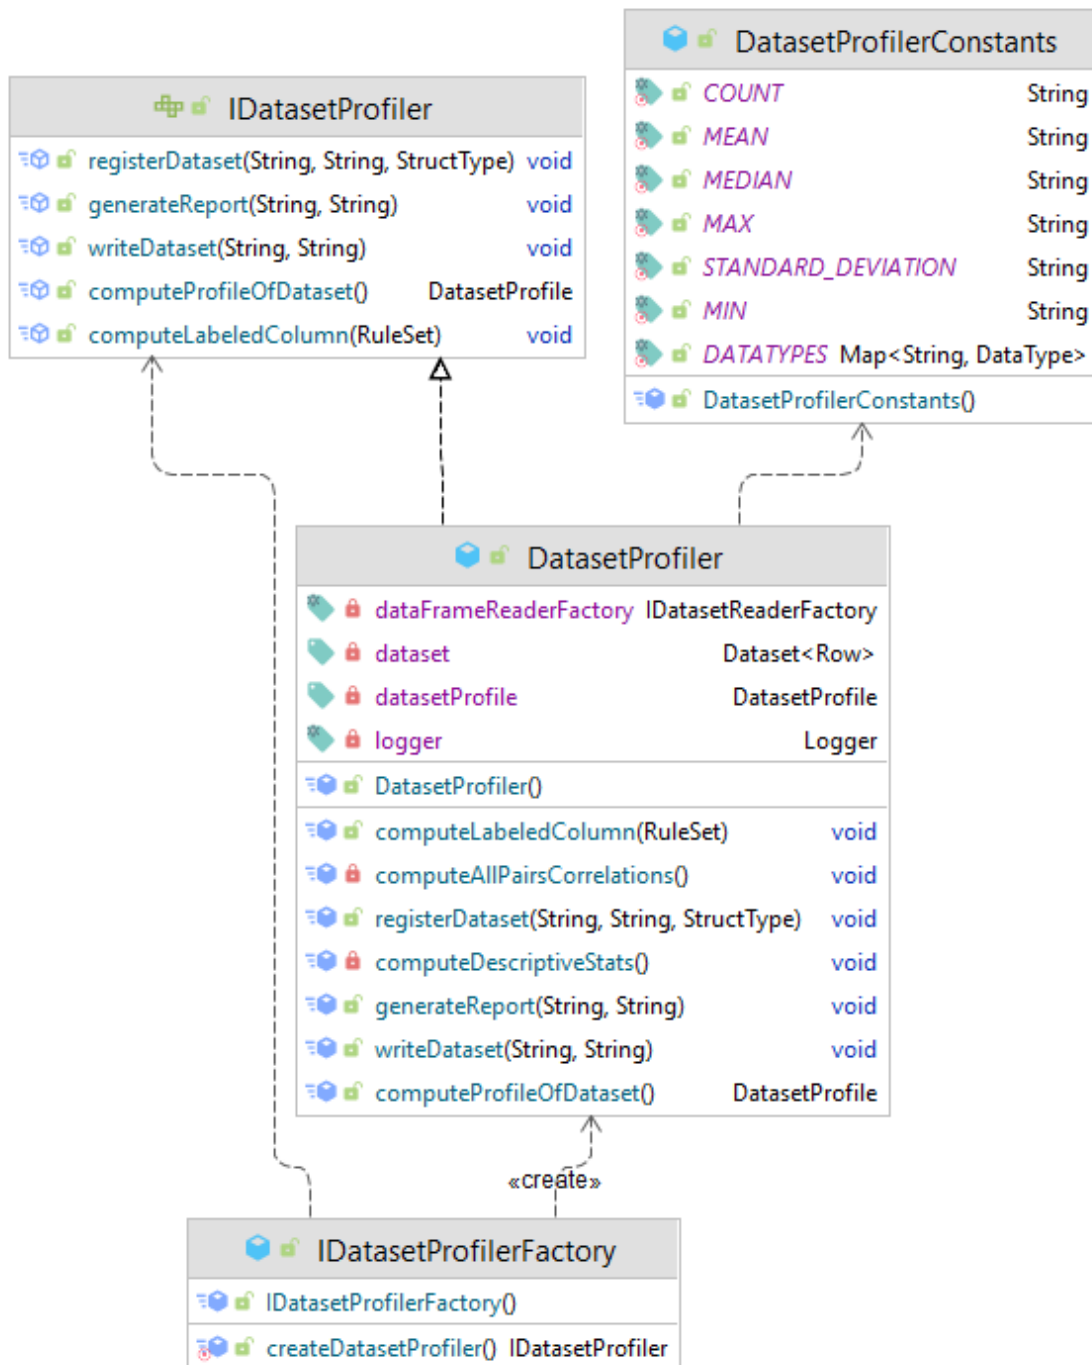 DatasetProfilerConstants
COUNT String
MEAN String
MEDIAN String
MAX String
STANDARD_DEVIATION String
MIN String
DATATYPES Map<String, DataType>
DatasetProfilerConstants()
IDatasetProfiler
registerDataset(String, String, StructType) void
generateReport(String, String) void
writeDataset(String, String) void
computeProfileOfDataset() DatasetProfile
computeLabeledColumn(RuleSet) void
DatasetProfiler
dataFrameReaderFactory IDatasetReaderFactory
dataset Dataset<Row>
datasetProfile DatasetProfile
logger Logger
DatasetProfiler()
computeLabeledColumn(RuleSet) void
computeAllPairsCorrelations() void
registerDataset(String, String, StructType) void
computeDescriptiveStats() void
generateReport(String, String) void
writeDataset(String, String) void
computeProfileOfDataset() DatasetProfile
«create»
IDatasetProfilerFactory
IDatasetProfilerFactory()
createDatasetProfiler() IDatasetProfiler